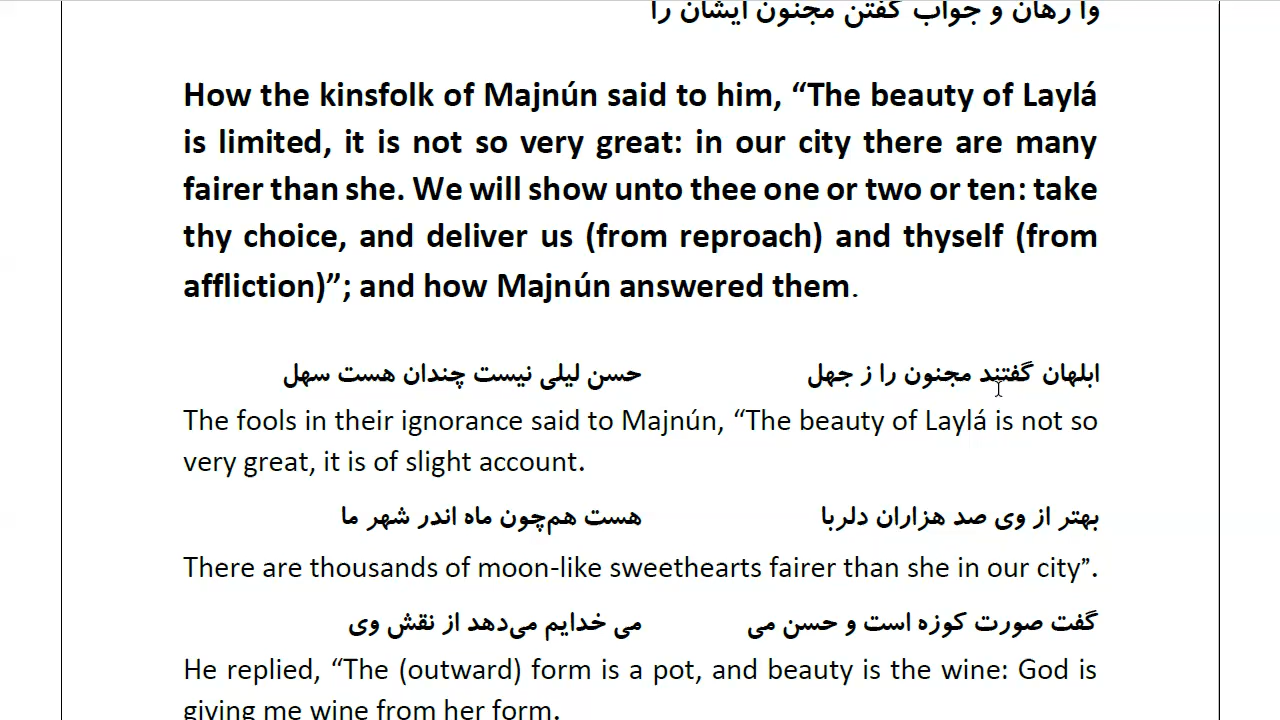 وا رهان و جواب گفتن مجنون ایشان را
How the kinsfolk of Majnún said to him, “The beauty of Laylá
is limited, it is not so very great: in our city there are many
fairer than she. We will show unto thee one or two or ten: take
thy choice, and deliver us (from reproach) and thyself (from
affliction)”; and how Majnún answered them.
ابلهان گفتند مجنون را ز جهل حسن لیلی نیست چندان هست سهل
The fools in their ignorance said to Majnún, “The beauty of Laylá is not so
very great, it is of slight account.
بهتر از وی صد هزاران دلربا هست هم‌چون ماه اندر شهر ما
There are thousands of moon-like sweethearts fairer than she in our city”.
گفت صورت کوزه است و حسن می می خدایم می‌دهد از نقش وی
He replied, “The (outward) form is a pot, and beauty is the wine: God is
giving me wine from her form.